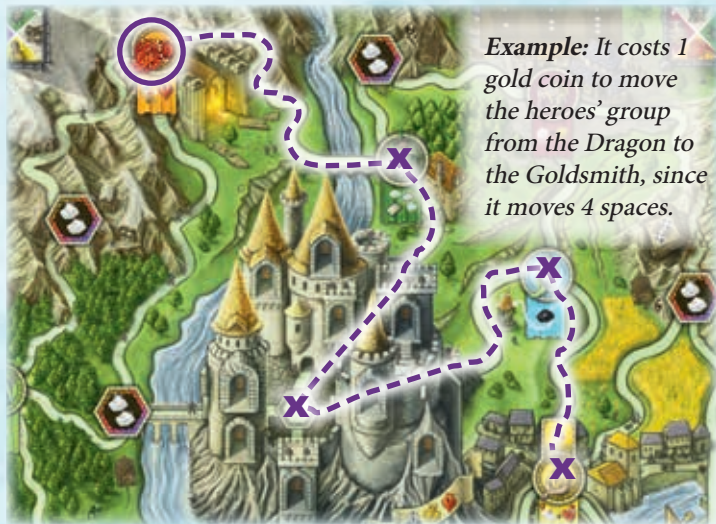 Example: It costs 1
gold coin to move
the heroes’ group
from the Dragon to
the Goldsmith, since
it moves 4 spaces.
x
x
x
x